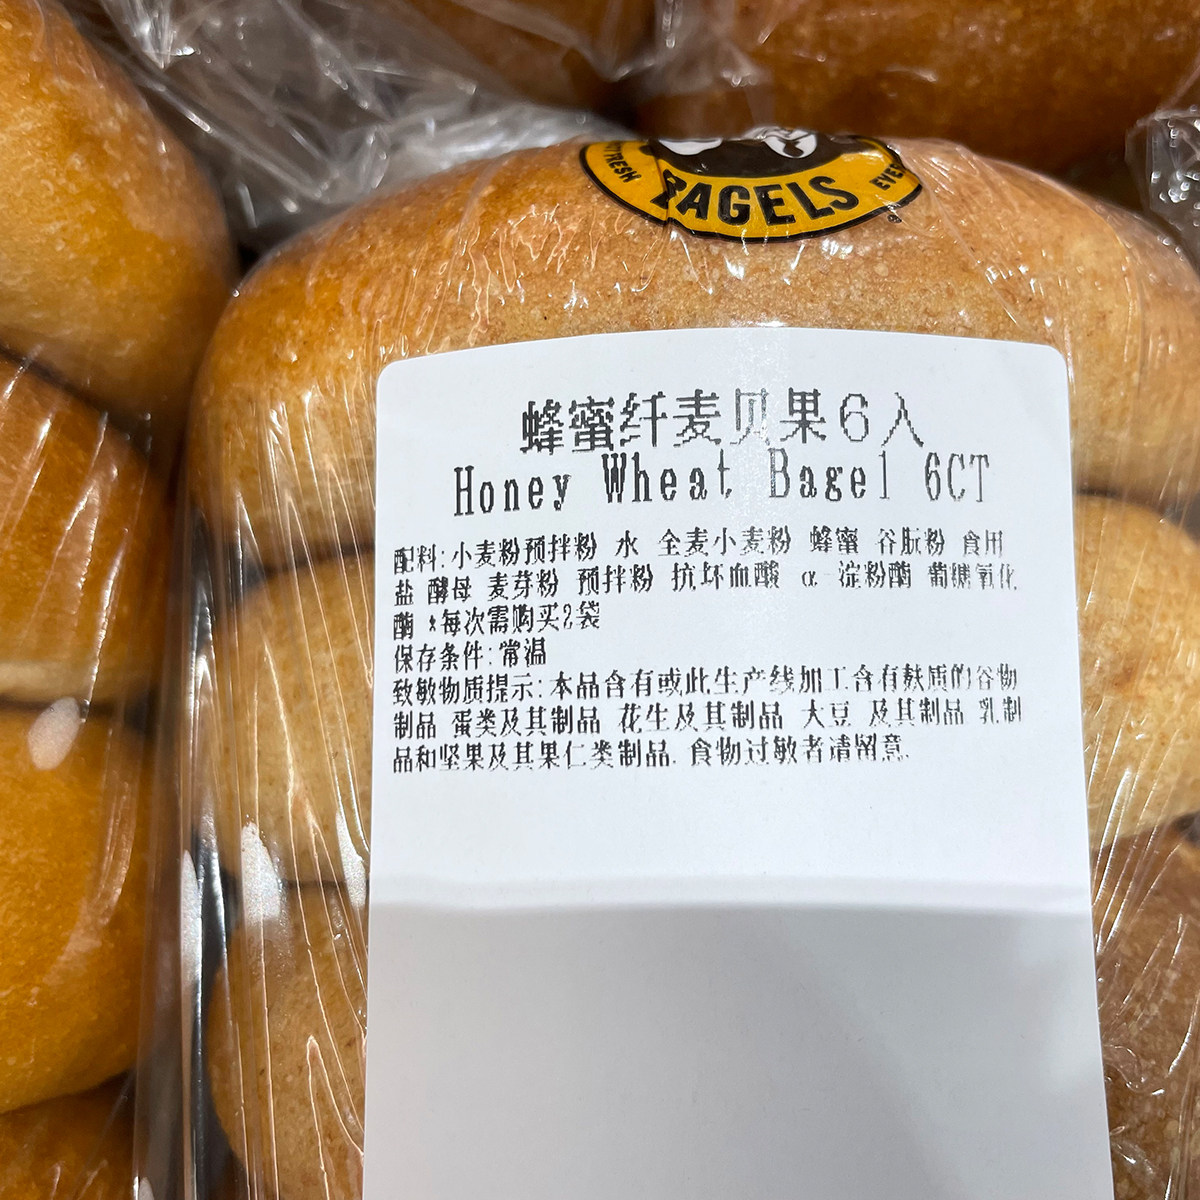 FRESH BAGELS EVE
蜂蜜纤麦贝果6入
Honey Wheat Bagel 6CT
配料:小麦粉预拌粉 水 全麦小麦粉 蜂蜜 谷朊粉 食用
盐 酵母 麦芽粉 预拌粉 抗坏血酸 α-淀粉酶 葡糖氧化
酶 *每次需购买2袋
保存条件:常温
致敏物质提示:本品含有或此生产线加工含有麸质的谷物
制品 蛋类及其制品 花生及其制品 大豆 及其制品 乳制
品和坚果及其果仁类制品. 食物过敏者请留意.